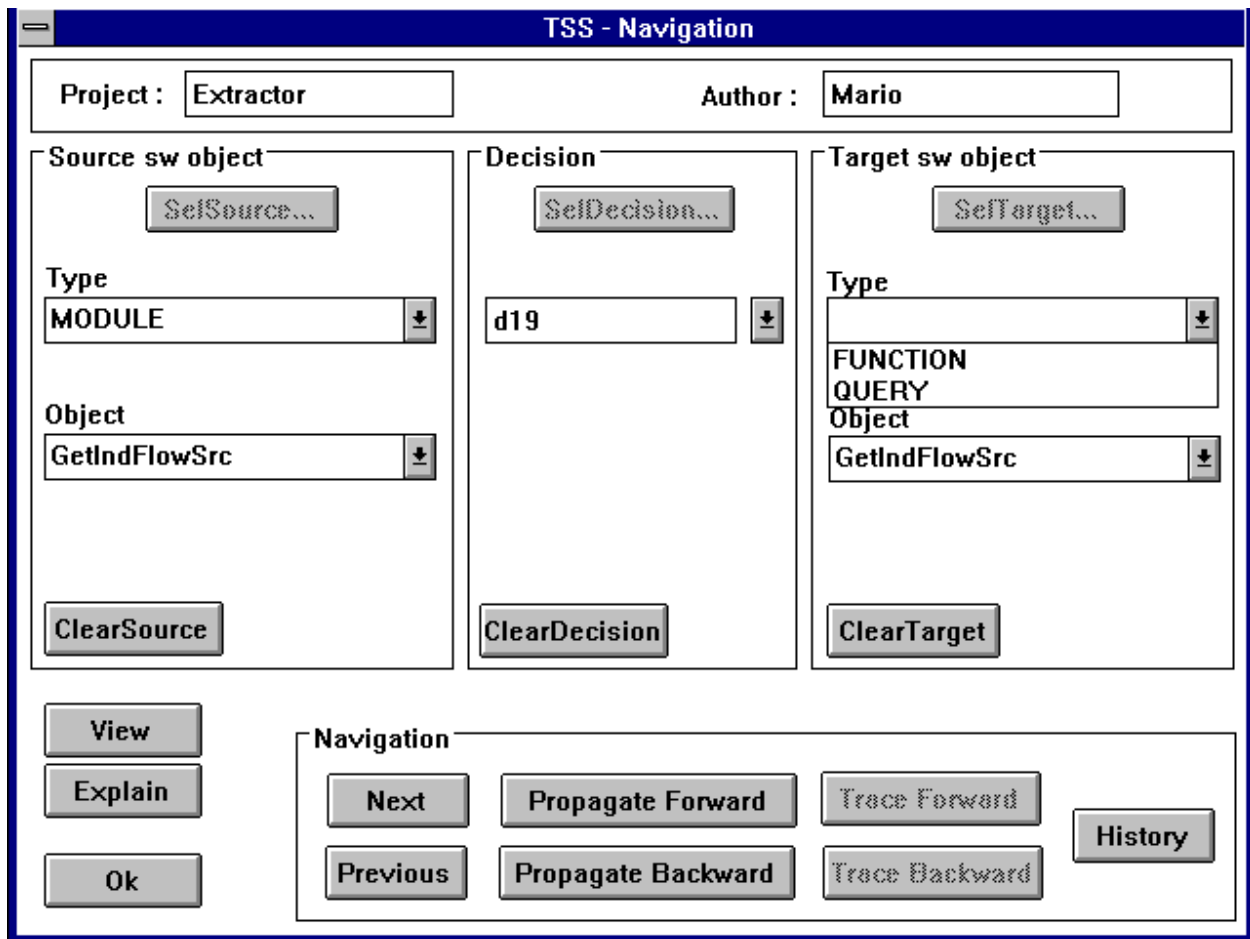 TSS - Navigation
Project : Extractor Author : Mario
Source sw object Decision Target sw object
SelSource... SelDecision... SelTarget...
Type Type
MODULE d19
FUNCTION
QUERY
Object Object
GetIndFlowSrc GetIndFlowSrc
ClearSource ClearDecision ClearTarget
View
Navigation
Explain Next Propagate Forward Trace Forward
History
Ok Previous Propagate Backward Trace Backward